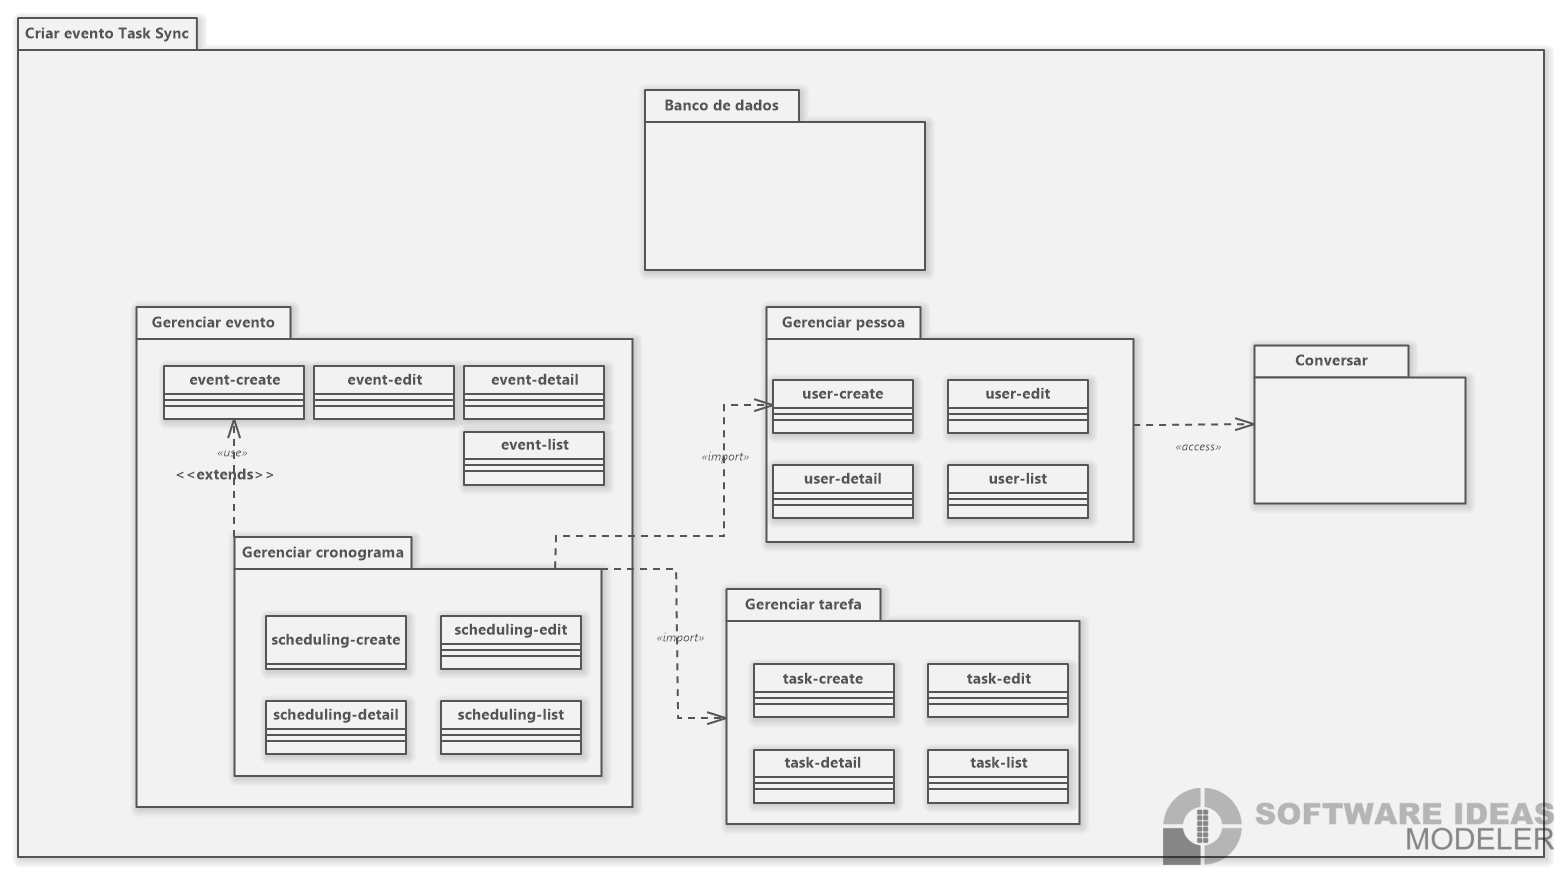 Criar evento Task Sync
Banco de dados
Gerenciar evento
event-create
event-edit
event-detail
event-list
«use»
<<extends>>
Gerenciar cronograma
scheduling-create
scheduling-edit
scheduling-detail
scheduling-list
«import»
«import»
Gerenciar pessoa
user-create
user-edit
user-detail
user-list
«access»
Conversar
Gerenciar tarefa
task-create
task-edit
task-detail
task-list
SOFTWARE IDEAS
MODELER